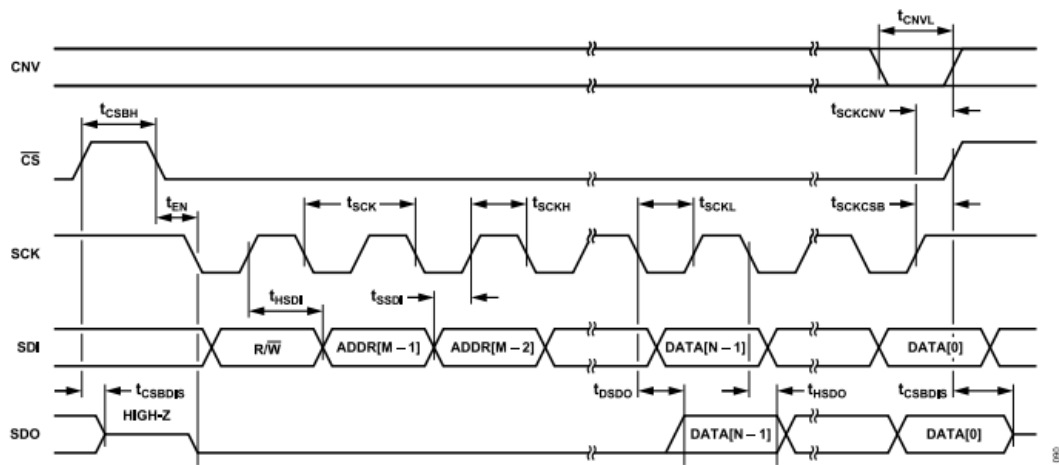 tCNVL
CNV
tCSBH
tSCKCNV
CS
tEN
tSCK
tSCKH
tSCKL
tSCKCSB
SCK
tHSDI
tSSDI
SDI
R/W
ADDR[M – 1]
ADDR[M – 2]
DATA[N – 1]
DATA[0]
tCSBDIS
tDSDO
tHSDO
tCSBDIS
HIGH-Z
SDO
DATA[N – 1]
DATA[0]